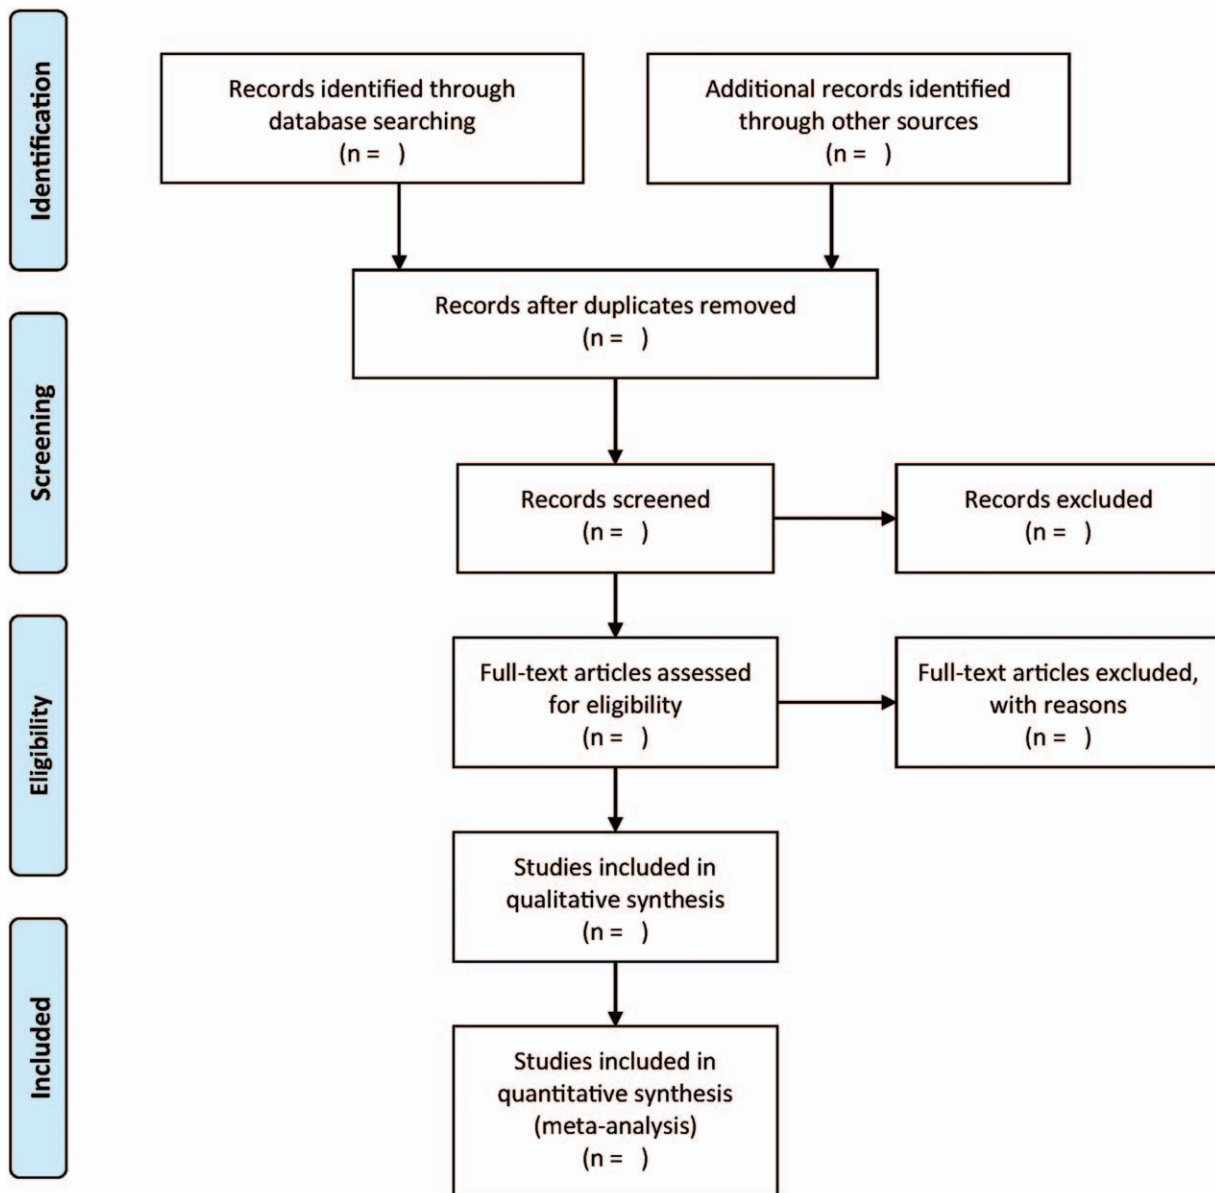 Identification
Records identified through
database searching
(n =   )
Additional records identified
through other sources
(n =   )
Records after duplicates removed
(n =   )
Screening
Records screened
(n =   )
Records excluded
(n =   )
Eligibility
Full-text articles assessed
for eligibility
(n =   )
Full-text articles excluded,
with reasons
(n =   )
Studies included in
qualitative synthesis
(n =   )
Included
Studies included in
quantitative synthesis
(meta-analysis)
(n =   )